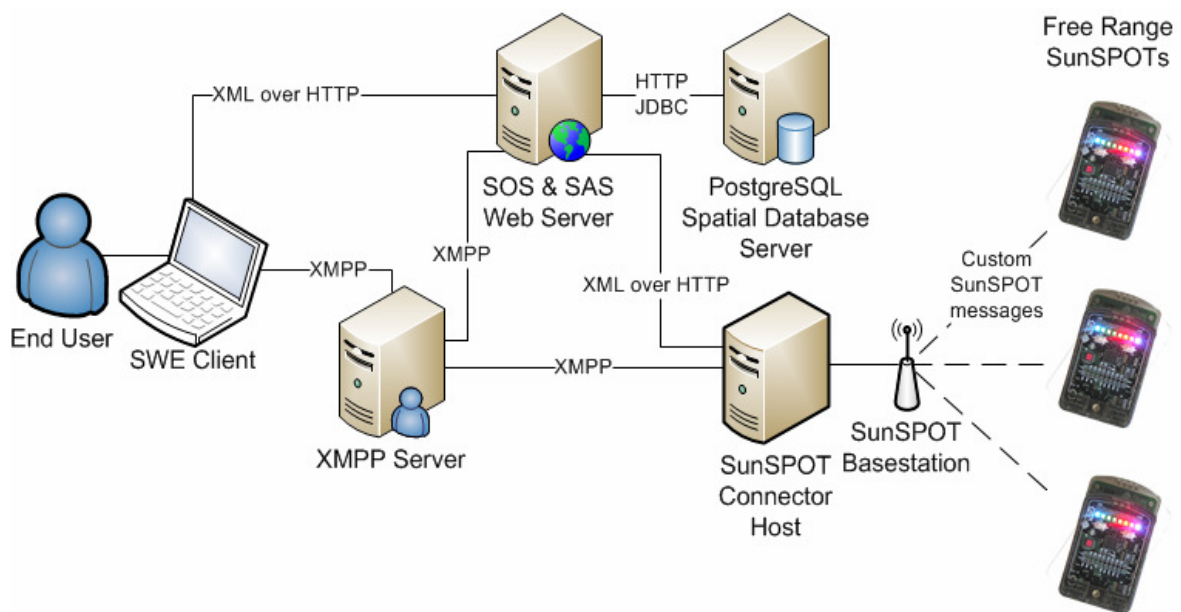 Free Range
SunSPOTs
XML over HTTP
HTTP
JDBC
SOS & SAS
Web Server
PostgreSQL
Spatial Database
Server
XMPP
XMPP
End User
SWE Client
XML over HTTP
Custom
SunSPOT
messages
XMPP
XMPP Server
SunSPOT
Connector
Host
SunSPOT
Basestation